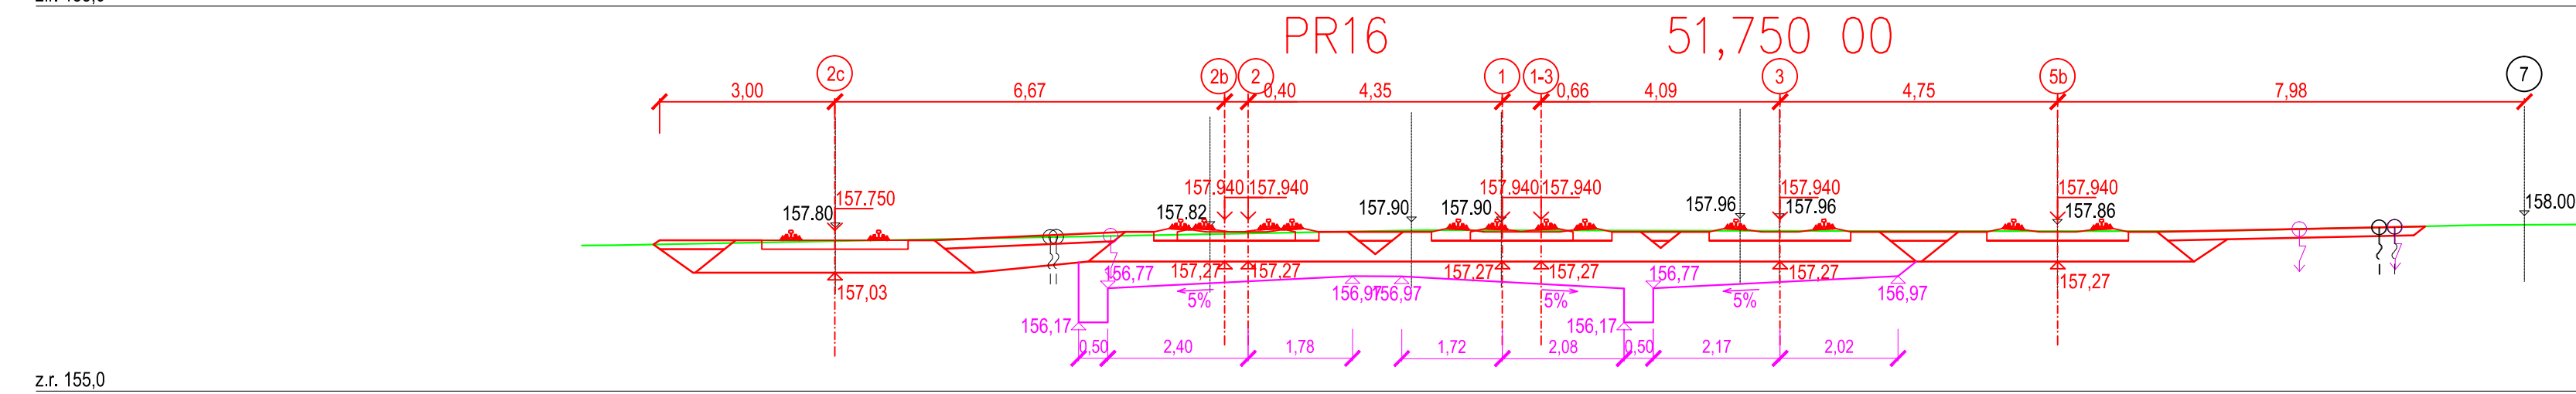 PR16 51,750 00
2c 2b 2 1 1-3 3 5b 7
3,00 6,67 0,40 4,35 0,66 4,09 4,75 7,98
157.940 157.940 157.940 157.940 157.940 157.940
157.750
157.80 157.82 157.90 157.90 157.96 157.96 157.86 158.00
156,77 157,27 157,27 157,27 157,27 156,77 157,27 157,27
157,03 5% 156,97 156,97 5% 5% 156,97
156,17 156,17
0,50 2,40 1,78 1,72 2,08 0,50 2,17 2,02
z.r. 155,0